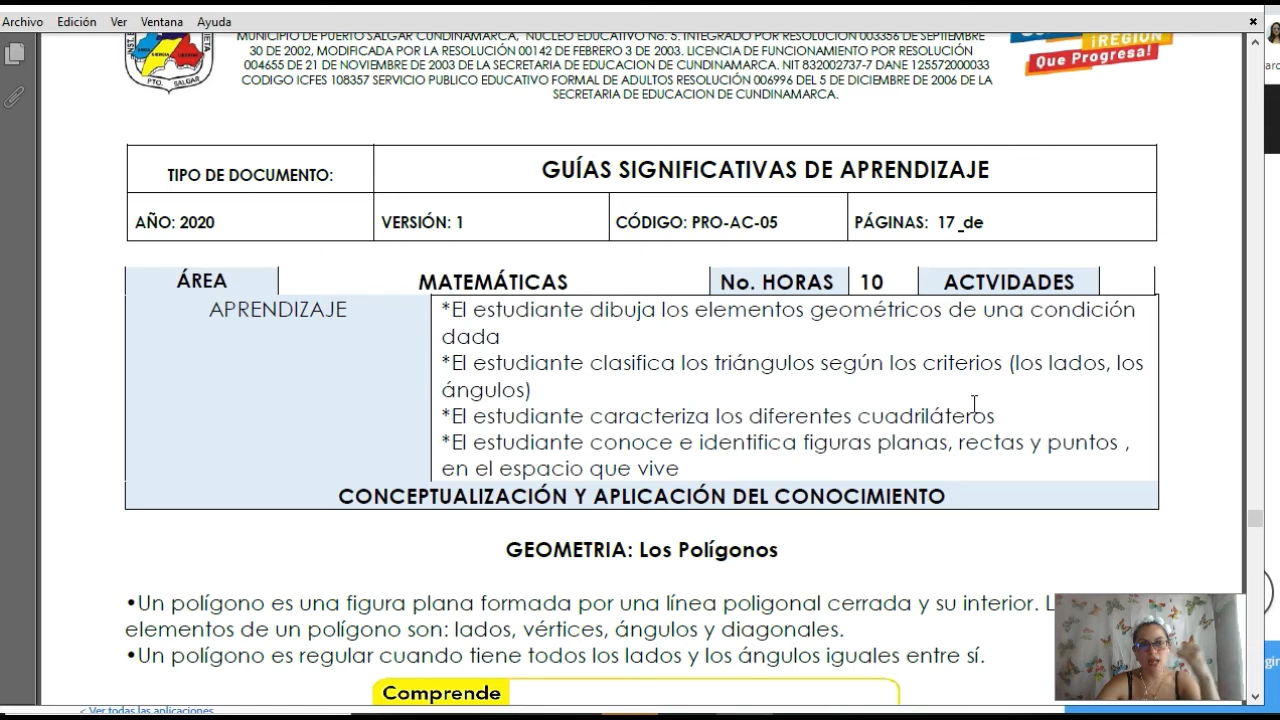 Archivo Edición Ver Ventana Ayuda
MUNICIPIO DE PUERTO SALGAR CUNDINAMARCA, NUCLEO EDUCATIVO No. 5. INTEGRADO POR RESOLUCIÓN 003356 DE SEPTIEMBRE
30 DE 2002, MODIFICADA POR LA RESOLUCIÓN 00142 DE FEBRERO 3 DE 2003. LICENCIA DE FUNCIONAMIENTO POR RESOLUCIÓN
004655 DE 21 DE NOVIEMBRE DE 2005 DE LA SECRETARIA DE EDUCACION DE CUNDINAMARCA. NIT 832002737-7 DANE 125572000033
CODIGO ICFES 108357 SERVICIO PUBLICO EDUCATIVO FORMAL DE ADULTOS RESOLUCIÓN 006996 DEL 5 DE DICIEMBRE DE 2006 DE LA
SECRETARIA DE EDUCACION DE CUNDINAMARCA.
PTO. SALGAR
¡REGIÓN
Que Progresa!
TIPO DE DOCUMENTO: GUÍAS SIGNIFICATIVAS DE APRENDIZAJE
AÑO: 2020 VERSIÓN: 1 CÓDIGO: PRO-AC-05 PÁGINAS: 17 _de
ÁREA MATEMÁTICAS No. HORAS 10 ACTVIDADES
APRENDIZAJE *El estudiante dibuja los elementos geométricos de una condición
dada
*El estudiante clasifica los triángulos según los criterios (los lados, los
ángulos)
*El estudiante caracteriza los diferentes cuadriláteros
*El estudiante conoce e identifica figuras planas, rectas y puntos ,
en el espacio que vive
CONCEPTUALIZACIÓN Y APLICACIÓN DEL CONOCIMIENTO
GEOMETRIA: Los Polígonos
•Un polígono es una figura plana formada por una línea poligonal cerrada y su interior.
elementos de un polígono son: lados, vértices, ángulos y diagonales.
•Un polígono es regular cuando tiene todos los lados y los ángulos iguales entre sí.
Comprende
< Ver todas las aplicaciones